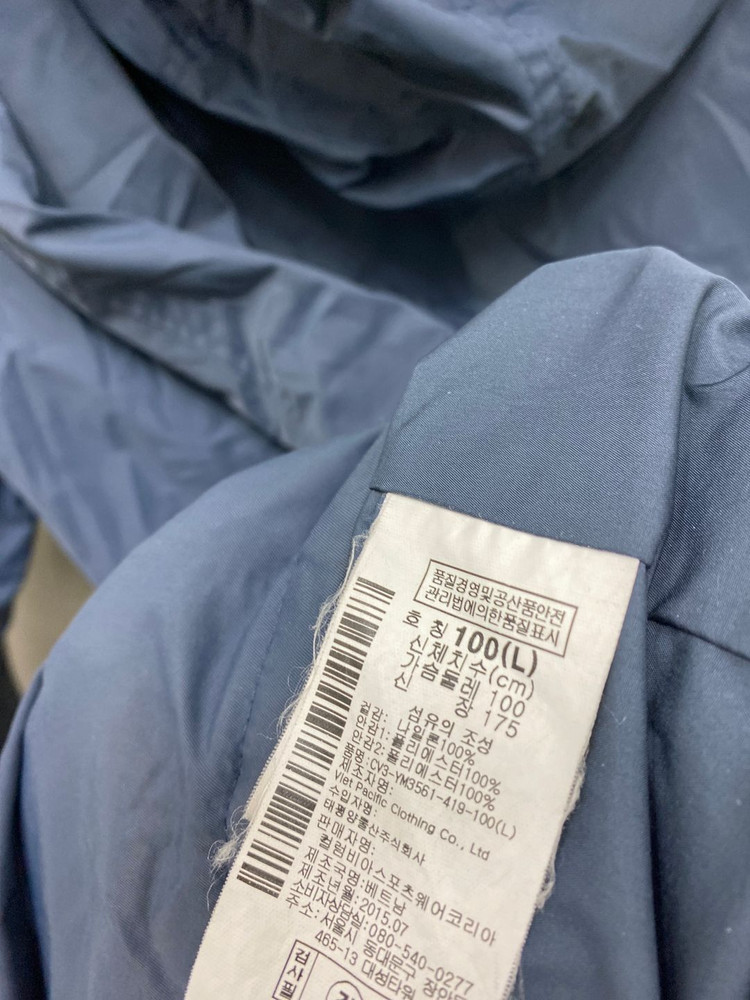 품질경영및공산품안전
관리법에의한품질표시
호 칭 100(L)
신체치수(cm)
가슴둘레 100
신 장 175
섬유의 조성
겉감: 나일론100%
안감1: 폴리에스터100%
안감2: 폴리에스터100%
품명: CV3-YM3561-419-100(L)
제조자명:
Viet Pacific Clothing Co., Ltd
수입자명:
태평양물산주식회사
판매자명:
컬럼비아스포츠웨어코리아
제조국명:베트남
제조년월:2015.07
소비자상담실:080-540-0277
주소:서울시 동대문구 장안
465-13 대성타워
검사
필